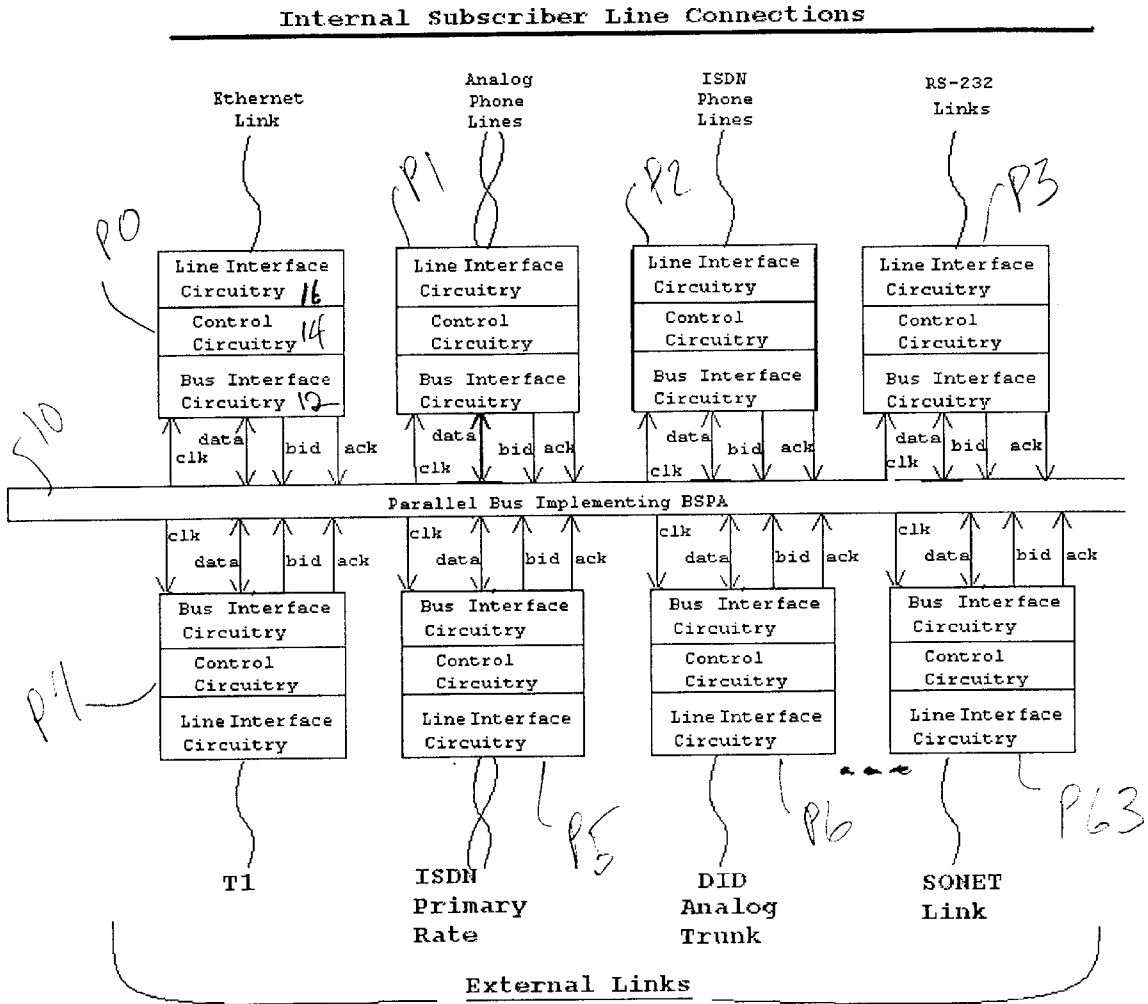 Internal Subscriber Line Connections
Ethernet
Link
Analog
Phone
Lines
ISDN
Phone
Lines
RS-232
Links
P0
P1
P2
P3
Line Interface
Circuitry 16
Control
Circuitry 14
Bus Interface
Circuitry 12
Line Interface
Circuitry
Control
Circuitry
Bus Interface
Circuitry
Line Interface
Circuitry
Control
Circuitry
Bus Interface
Circuitry
Line Interface
Circuitry
Control
Circuitry
Bus Interface
Circuitry
10
clk data bid ack
clk data bid ack
clk data bid ack
clk data bid ack
Parallel Bus Implementing BSPA
clk data bid ack
clk data bid ack
clk data bid ack
clk data bid ack
Bus Interface
Circuitry
Control
Circuitry
Line Interface
Circuitry
Bus Interface
Circuitry
Control
Circuitry
Line Interface
Circuitry
Bus Interface
Circuitry
Control
Circuitry
Line Interface
Circuitry
Bus Interface
Circuitry
Control
Circuitry
Line Interface
Circuitry
P4
P5
P6
P63
T1
ISDN
Primary
Rate
DID
Analog
Trunk
SONET
Link
External Links